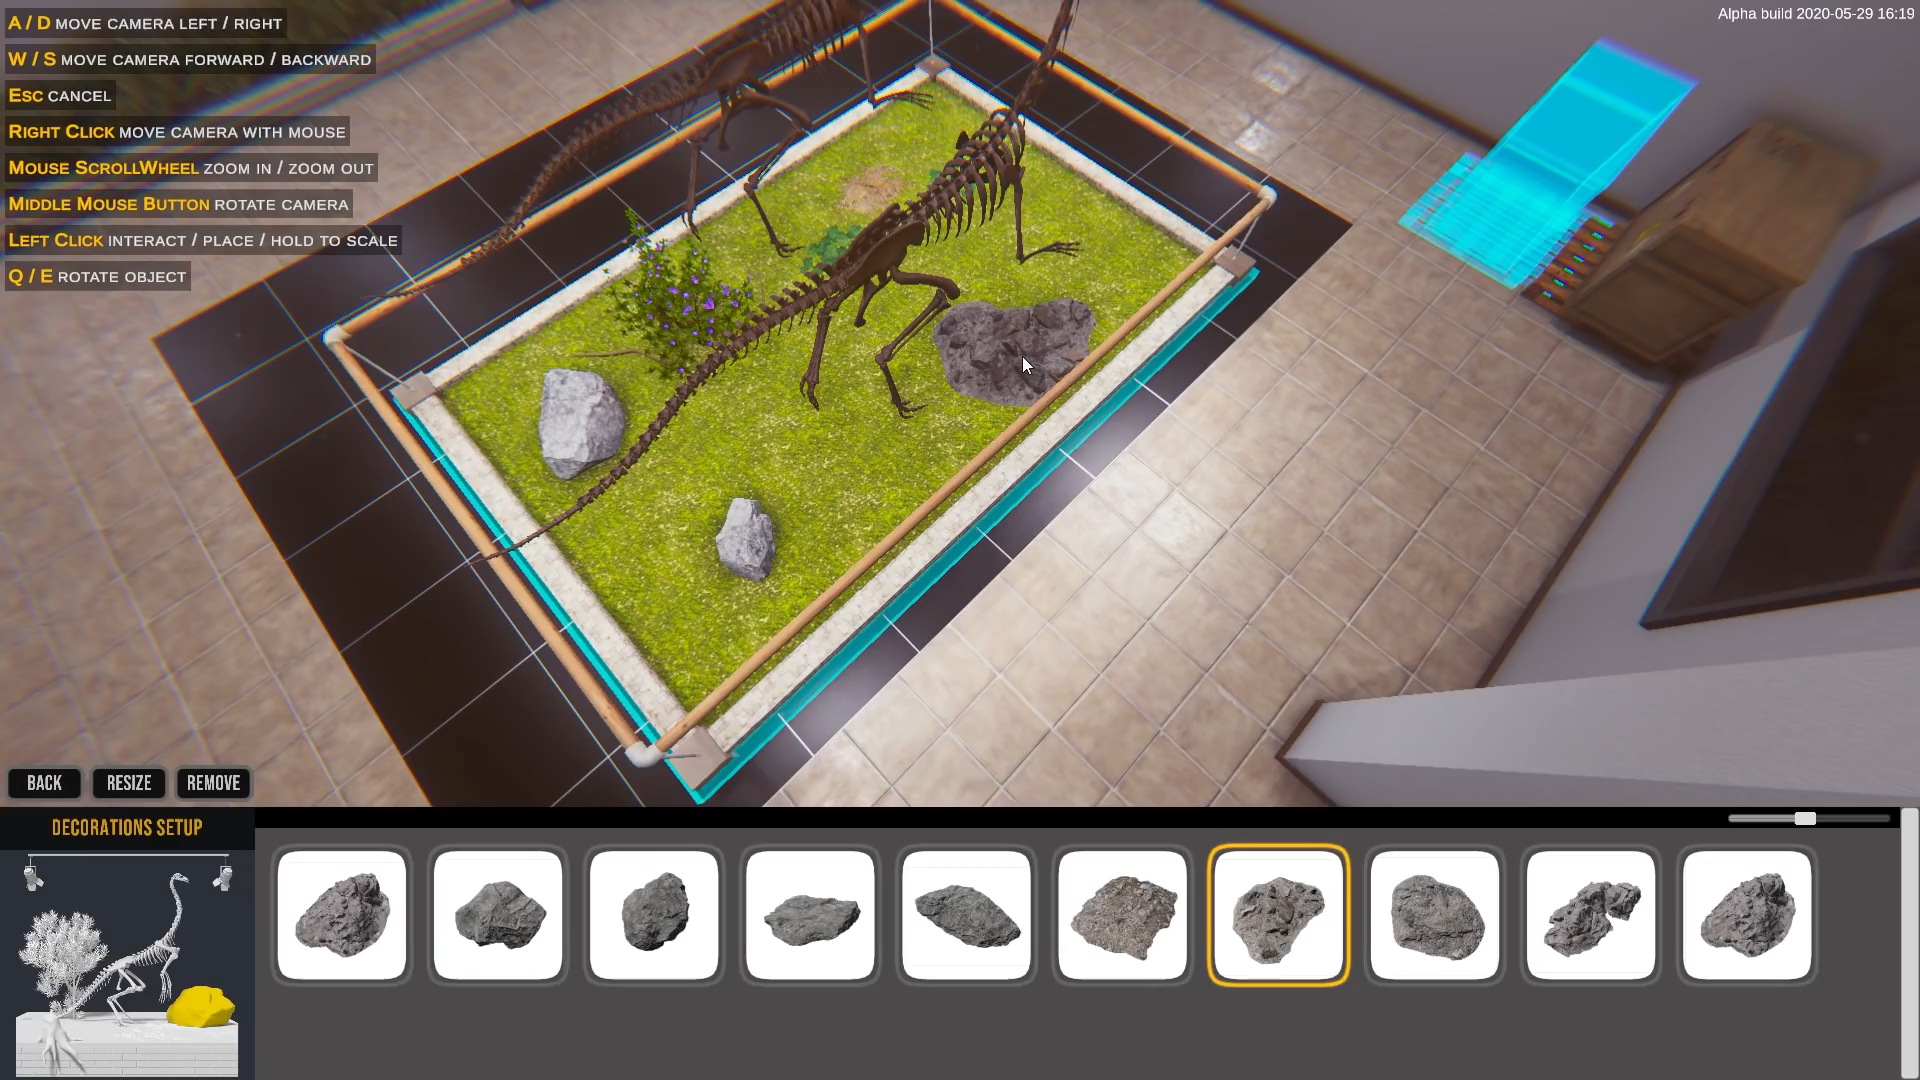 A / D MOVE CAMERA LEFT / RIGHT
Alpha build 2020-05-29 16:19
W / S MOVE CAMERA FORWARD / BACKWARD
ESC CANCEL
RIGHT CLICK MOVE CAMERA WITH MOUSE
MOUSE SCROLLWHEEL ZOOM IN / ZOOM OUT
MIDDLE MOUSE BUTTON ROTATE CAMERA
LEFT CLICK INTERACT / PLACE / HOLD TO SCALE
Q / E ROTATE OBJECT
BACK
RESIZE
REMOVE
DECORATIONS SETUP